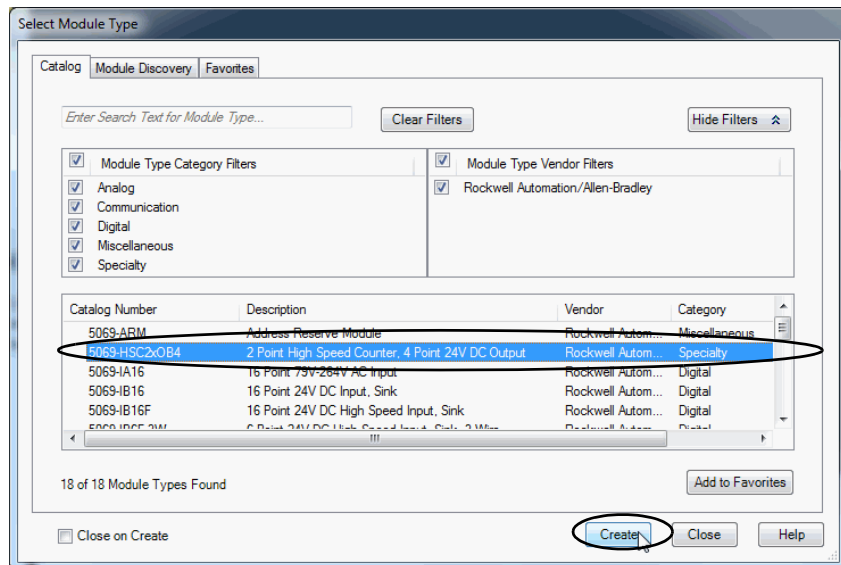 Select Module Type
Catalog Module Discovery Favorites
Enter Search Text for Module Type... Clear Filters Hide Filters
Module Type Category Filters Module Type Vendor Filters
Analog Rockwell Automation/Allen-Bradley
Communication
Digital
Miscellaneous
Specialty
Catalog Number Description Vendor Category
5069-ARM Address Reserve Module Rockwell Autom... Miscellaneous
5069-HSC2xOB4 2 Point High Speed Counter, 4 Point 24V DC Output Rockwell Autom... Specialty
5069-IA16 16 Point 79V-264V AC Input Rockwell Autom... Digital
5069-IB16 16 Point 24V DC Input, Sink Rockwell Autom... Digital
5069-IB16F 16 Point 24V DC High Speed Input, Sink Rockwell Autom... Digital
18 of 18 Module Types Found Add to Favorites
Close on Create Create Close Help